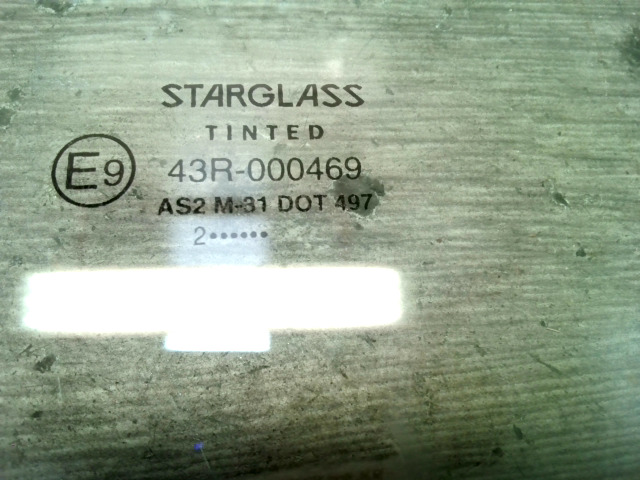 STARGLASS
TINTED
E9 43R-000469
AS2 M-31 DOT 497
2••••••